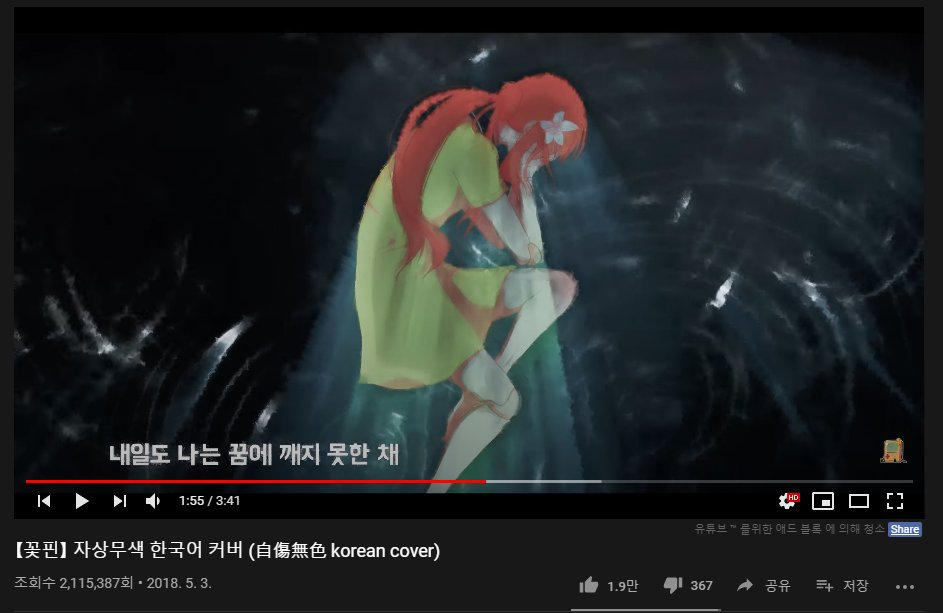 내일도 나는 꿈에 깨지 못한 채
HD
1:55 / 3:41
유튜브 ™ 를위한 애드 블록 에 의해 청소 Share
【꽃핀】 자상무색 한국어 커버 (自傷無色 korean cover)
조회수 2,115,387회 • 2018. 5. 3.
1.9만 367 공유 저장